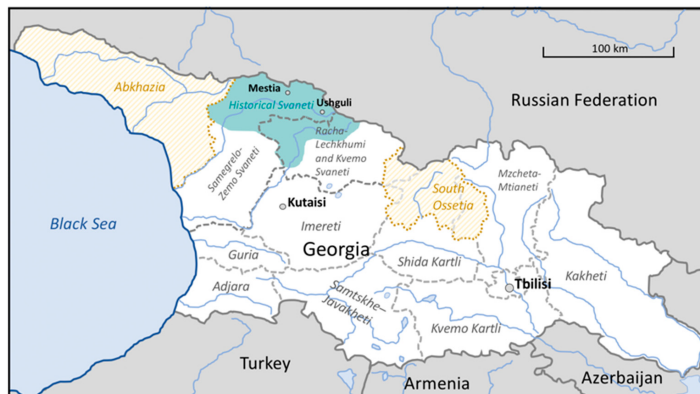 100 km
Abkhazia
Mestia
Historical Svaneti
Ushguli
Russian Federation
Racha-
Lechkhumi
and Kvemo
Svaneti
Samegrelo-
Zemo Svaneti
Mzcheta-
Mtianeti
South
Ossetia
Kutaisi
Black Sea
Imereti
Georgia
Guria
Shida Kartli
Kakheti
Adjara
Tbilisi
Samtskhe-
Javakheti
Kvemo Kartli
Turkey
Armenia
Azerbaijan